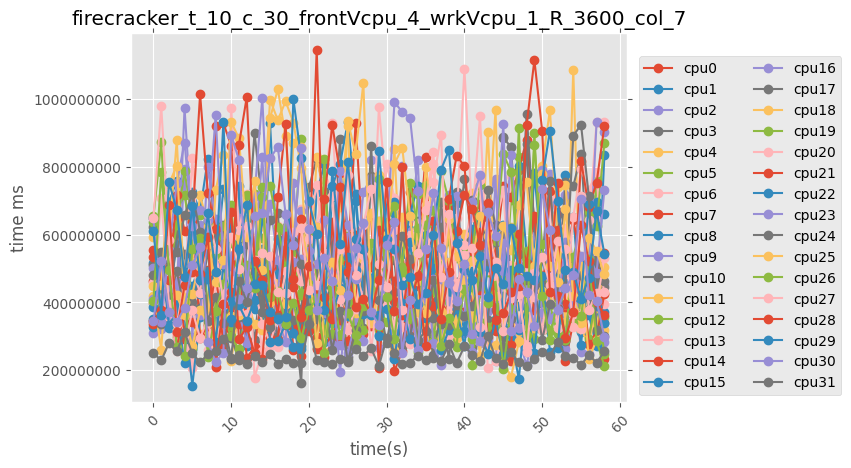 firecracker_t_10_c_30_frontVcpu_4_wrkVcpu_1_R_3600_col_7
time ms
1000000000
800000000
600000000
400000000
200000000
0
10
20
30
40
50
60
time(s)
cpu0
cpu1
cpu2
cpu3
cpu4
cpu5
cpu6
cpu7
cpu8
cpu9
cpu10
cpu11
cpu12
cpu13
cpu14
cpu15
cpu16
cpu17
cpu18
cpu19
cpu20
cpu21
cpu22
cpu23
cpu24
cpu25
cpu26
cpu27
cpu28
cpu29
cpu30
cpu31